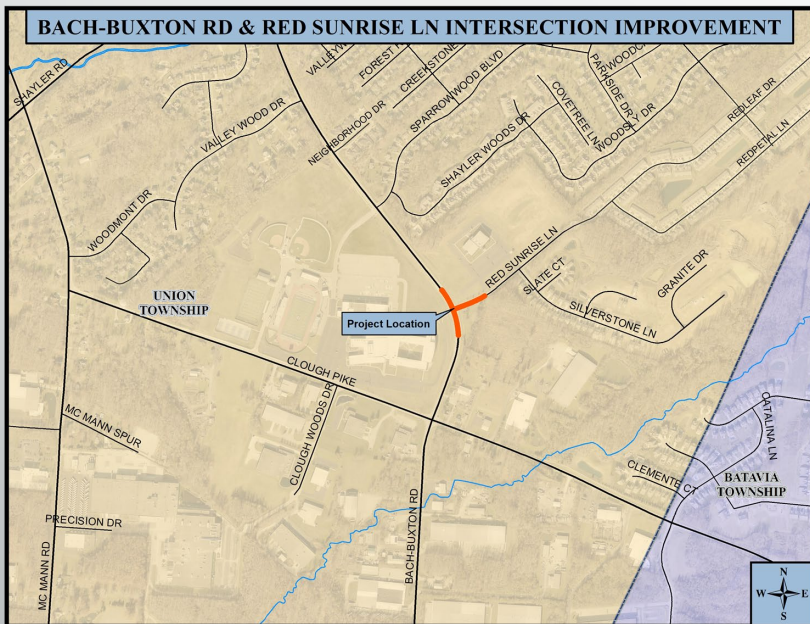 BACH-BUXTON RD & RED SUNRISE LN INTERSECTION IMPROVEMENT
SHAYLER RD
FOREST
CREEKSTONE
SPARROWWOOD BLVD
PARKSIDE DR
COVETREE LN
WOODSLY DR
REDLEAF DR
REDPETAL LN
VALLEY WOOD DR
NEIGHBORHOOD DR
SHAYLER WOODS DR
WOODMONT DR
RED SUNRISE LN
SLATE CT
GRANITE DR
SILVERSTONE LN
UNION
TOWNSHIP
Project Location
CLOUGH PIKE
CLOUGH WOODS DR
MC MANN SPUR
CATALINA LN
CLEMENTE CT
BATAVIA
TOWNSHIP
PRECISION DR
MC MANN RD
BACH-BUXTON RD
N
W E
S